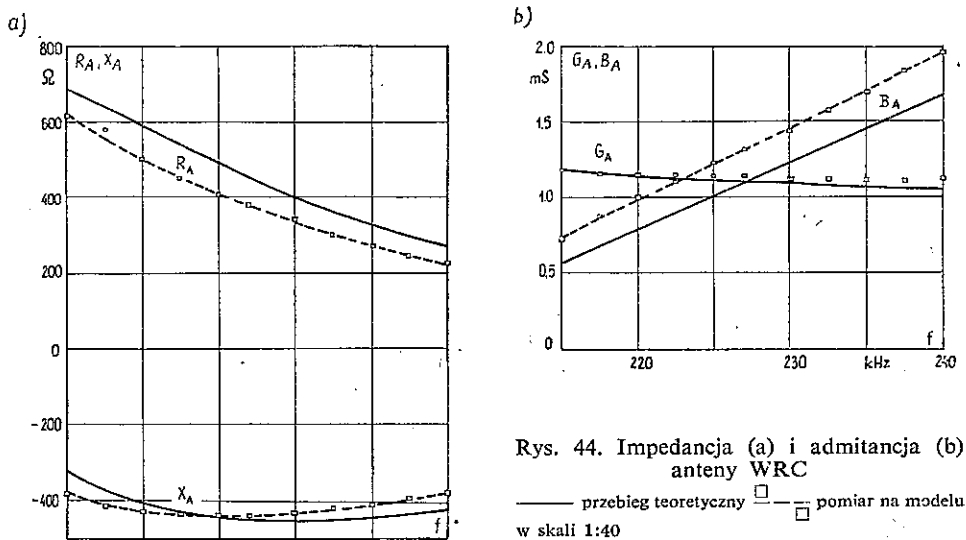 a)
800
R_A, X_A
Ω
600
R_A
400
200
0
-200
X_A
-400
f
b)
2.0
G_A, B_A
mS
B_A
1.5
G_A
1.0
0,5
0
f
220
230
kHz
240
Rys. 44. Impedancja (a) i admitancja (b)
anteny WRC
przebieg teoretyczny
pomiar na modelu
w skali 1:40